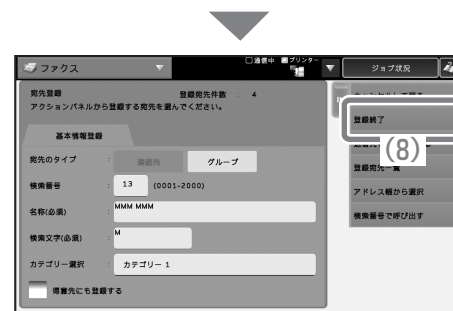 ファクス
通信中
プリンター
ジョブ状況
宛先登録
登録宛先件数 : 4
アクションパネルから登録する宛先を選んでください。
基本情報登録
宛先のタイプ : 連絡先 グループ
検索番号 : 13 (0001-2000)
名称(必須) : MMM MMM
検索文字(必須) : M
カテゴリー選択 : カテゴリー 1
得意先にも登録する
登録終了
(8)
登録宛先一覧
アドレス帳から選択
検索番号で呼び出す